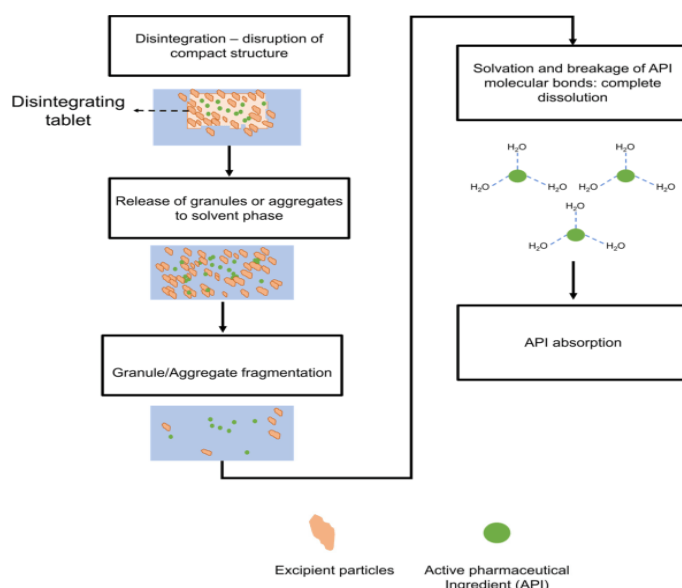 Disintegration – disruption of
compact structure
Disintegrating
tablet
Release of granules or aggregates
to solvent phase
Granule/Aggregate fragmentation
Solvation and breakage of API
molecular bonds: complete
dissolution
H₂O
H₂O
H₂O
H₂O
H₂O
H₂O
H₂O
H₂O
H₂O
API absorption
Excipient particles
Active pharmaceutical
Ingredient (API)